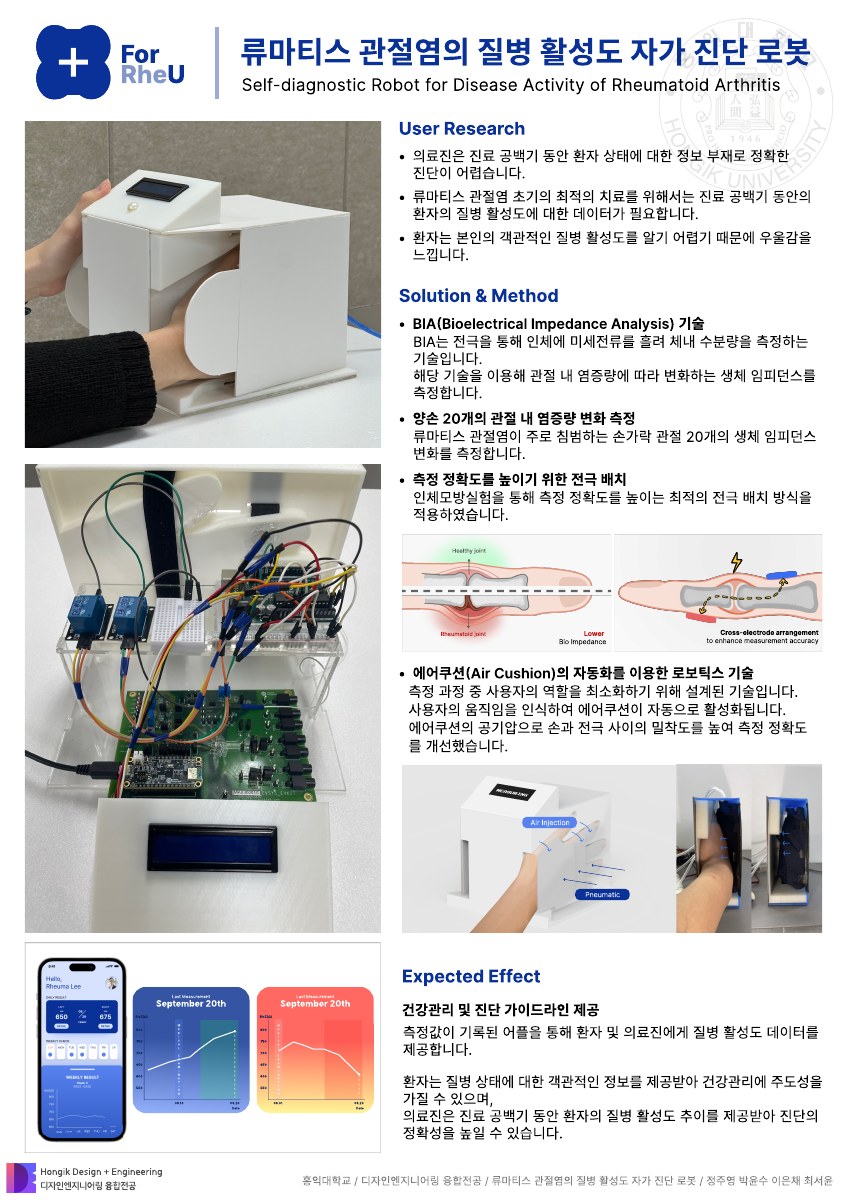 For
RheU
류마티스 관절염의 질병 활성도 자가 진단 로봇
Self-diagnostic Robot for Disease Activity of Rheumatoid Arthritis
HONGIK UNIVERSITY
1946
User Research
• 의료진은 진료 공백기 동안 환자 상태에 대한 정보 부재로 정확한
진단이 어렵습니다.
• 류마티스 관절염 초기의 최적의 치료를 위해서는 진료 공백기 동안의
환자의 질병 활성도에 대한 데이터가 필요합니다.
• 환자는 본인의 객관적인 질병 활성도를 알기 어렵기 때문에 우울감을
느낍니다.
Solution & Method
• BIA(Bioelectrical Impedance Analysis) 기술
BIA는 전극을 통해 인체에 미세전류를 흘려 체내 수분량을 측정하는
기술입니다.
해당 기술을 이용해 관절 내 염증량에 따라 변화하는 생체 임피던스를
측정합니다.
• 양손 20개의 관절 내 염증량 변화 측정
류마티스 관절염이 주로 침범하는 손가락 관절 20개의 생체 임피던스
변화를 측정합니다.
• 측정 정확도를 높이기 위한 전극 배치
인체모방실험을 통해 측정 정확도를 높이는 최적의 전극 배치 방식을
적용하였습니다.
Healthy joint
Rheumatoid joint
Lower
Bio Impedance
Cross-electrode arrangement
to enhance measurement accuracy
• 에어쿠션(Air Cushion)의 자동화를 이용한 로보틱스 기술
측정 과정 중 사용자의 역할을 최소화하기 위해 설계된 기술입니다.
사용자의 움직임을 인식하여 에어쿠션이 자동으로 활성화됩니다.
에어쿠션의 공기압으로 손과 전극 사이의 밀착도를 높여 측정 정확도
를 개선했습니다.
Air Injection
Pneumatic
Hello,
Rheuma Lee
DAILY RESULT
650
675
WEEKLY RESULT
Last Measurement
September 20th
Date
Last Measurement
September 20th
Date
Expected Effect
건강관리 및 진단 가이드라인 제공
측정값이 기록된 어플을 통해 환자 및 의료진에게 질병 활성도 데이터를
제공합니다.
환자는 질병 상태에 대한 객관적인 정보를 제공받아 건강관리에 주도성을
가질 수 있으며,
의료진은 진료 공백기 동안 환자의 질병 활성도 추이를 제공받아 진단의
정확성을 높일 수 있습니다.
Hongik Design + Engineering
디자인엔지니어링 융합전공
홍익대학교 / 디자인엔지니어링 융합전공 / 류마티스 관절염의 질병 활성도 자가 진단 로봇 / 정주영 박윤수 이은채 최서윤